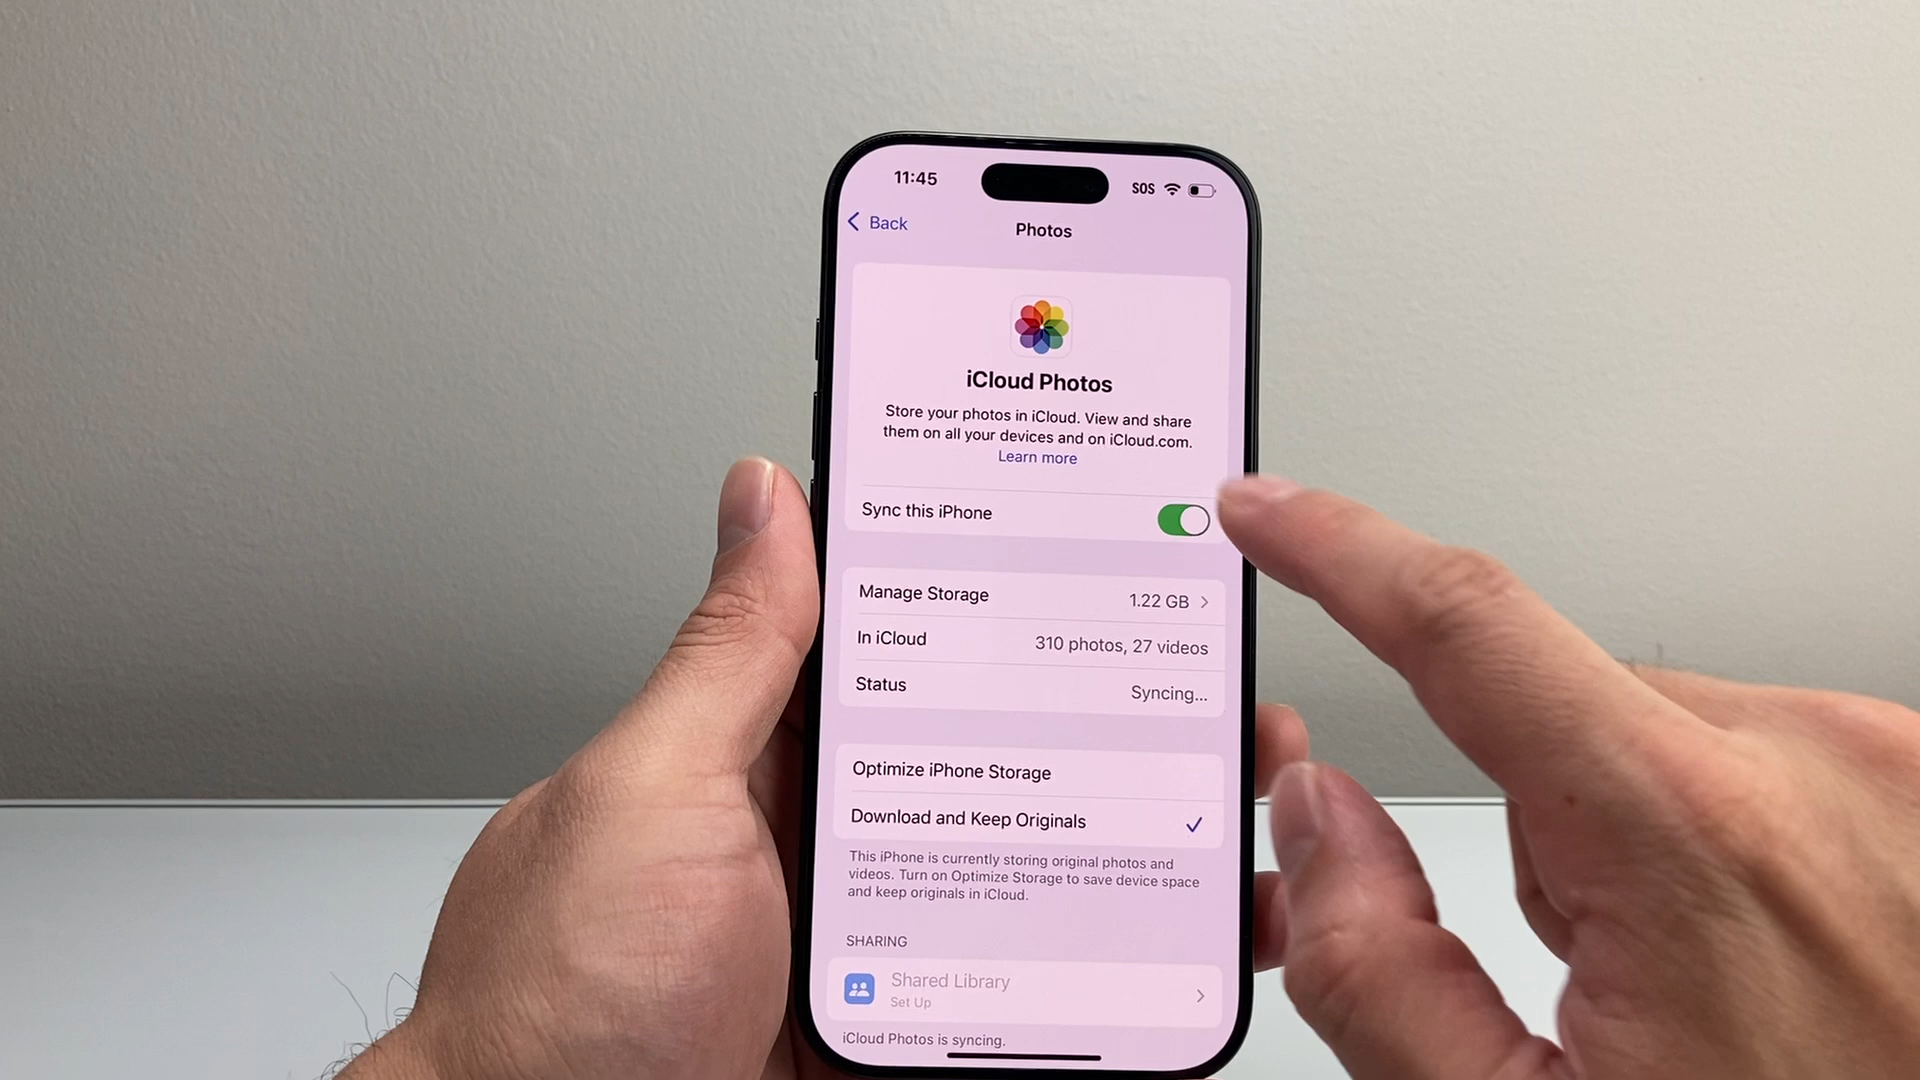 11:45
SOS
Back
Photos
iCloud Photos
Store your photos in iCloud. View and share
them on all your devices and on iCloud.com.
Learn more
Sync this iPhone
Manage Storage 1.22 GB
In iCloud 310 photos, 27 videos
Status Syncing...
Optimize iPhone Storage
Download and Keep Originals
This iPhone is currently storing original photos and
videos. Turn on Optimize Storage to save device space
and keep originals in iCloud.
SHARING
Shared Library
Set Up
iCloud Photos is syncing.